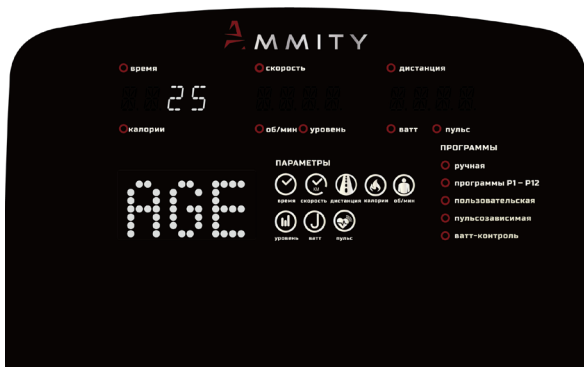 AMMITY
время скорость дистанция
25
калории об/мин уровень ватт пульс
ПРОГРАММЫ
ручная
программы P1 – P12
пользовательская
пульсозависимая
ватт-контроль
ПАРАМЕТРЫ
время скорость дистанция калории об/мин
уровень ватт пульс
AGE